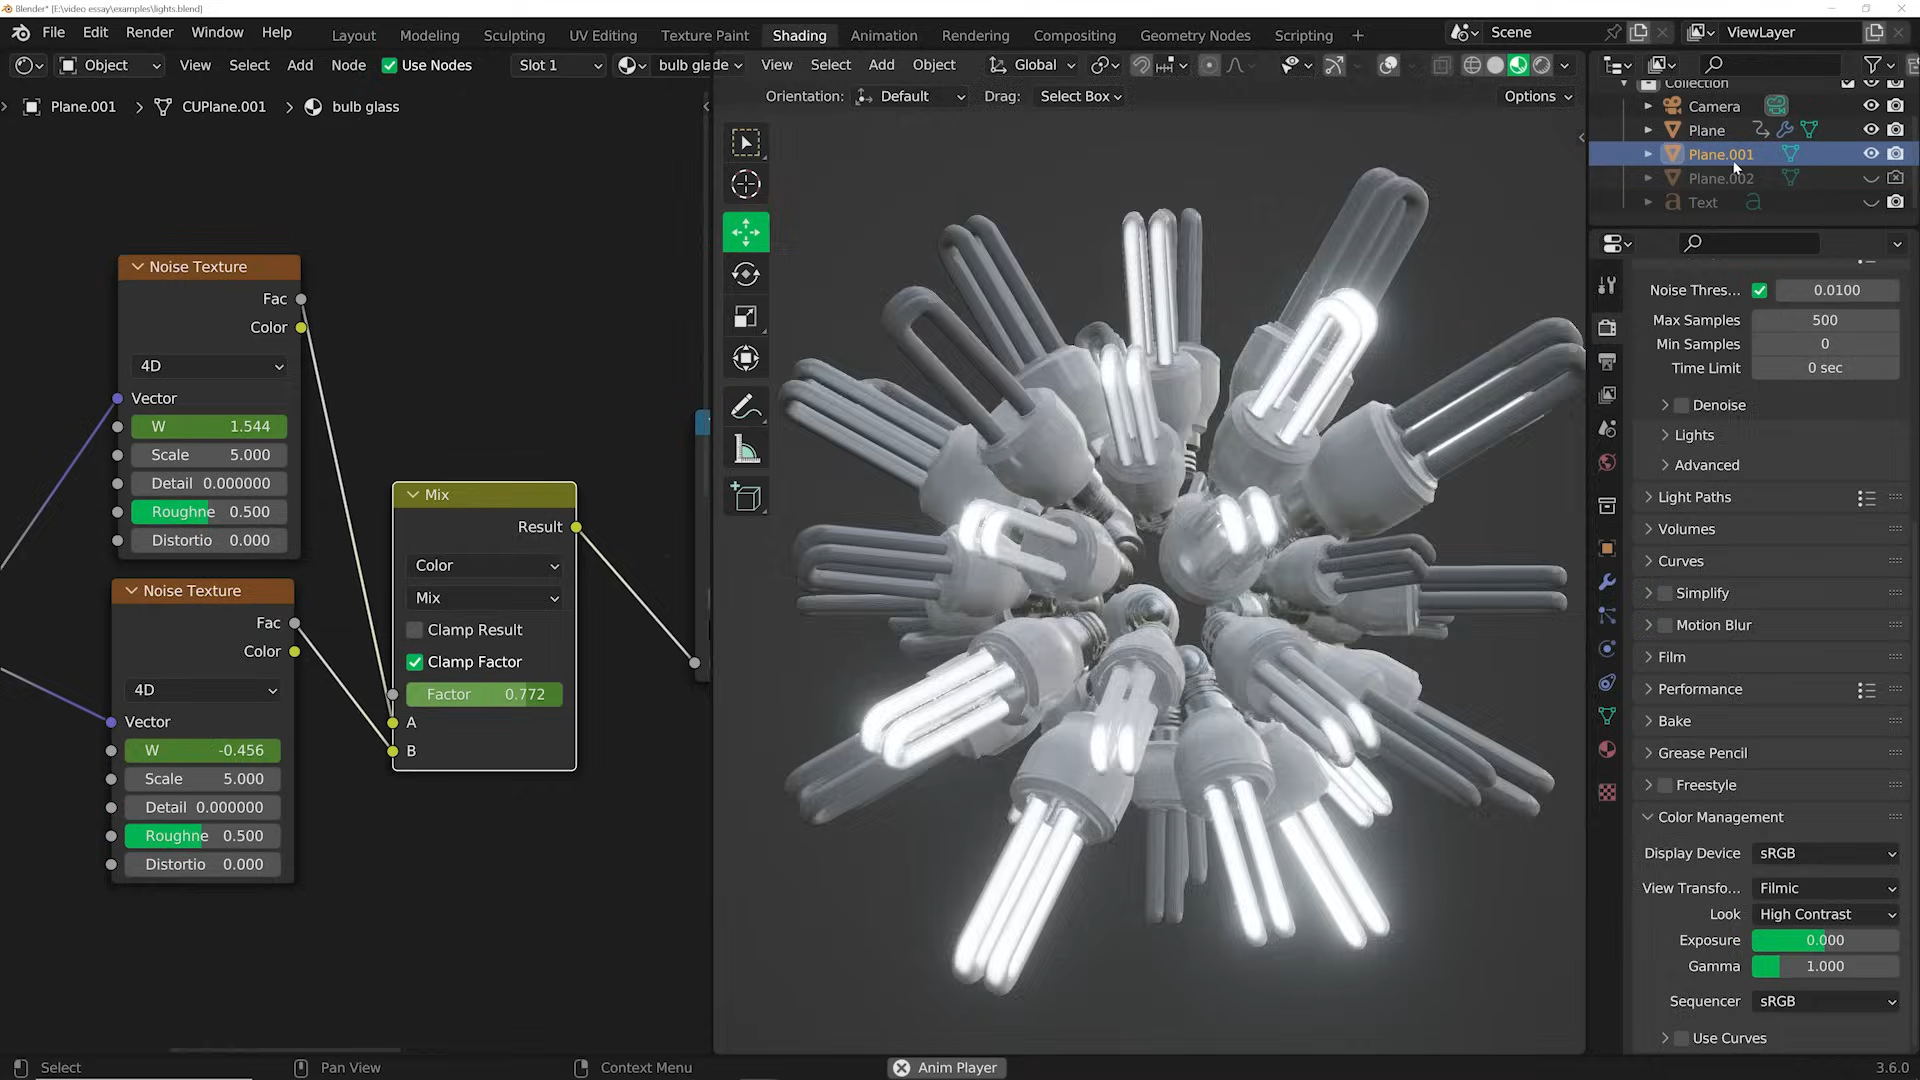 Blender* [E:\video essay\examples\lights.blend]
File Edit Render Window Help
Layout Modeling Sculpting UV Editing Texture Paint Shading Animation Rendering Compositing Geometry Nodes Scripting
Scene
ViewLayer
Object View Select Add Node Use Nodes Slot 1 bulb glass
View Select Add Object Global
Options
Plane.001 CUPlane.001 bulb glass
Orientation: Default Drag: Select Box
Collection
Camera
Plane
Plane.001
Plane.002
Text
a
Noise Texture
Fac
Color
4D
Vector
W 1.544
Scale 5.000
Detail 0.000000
Roughne 0.500
Distortio 0.000
Noise Texture
Fac
Color
4D
Vector
W -0.456
Scale 5.000
Detail 0.000000
Roughne 0.500
Distortio 0.000
Mix
Result
Color
Mix
Clamp Result
Clamp Factor
Factor 0.772
A
B
Noise Thres... 0.0100
Max Samples 500
Min Samples 0
Time Limit 0 sec
Denoise
Lights
Advanced
Light Paths
Volumes
Curves
Simplify
Motion Blur
Film
Performance
Bake
Grease Pencil
Freestyle
Color Management
Display Device sRGB
View Transfo... Filmic
Look High Contrast
Exposure 0.000
Gamma 1.000
Sequencer sRGB
Use Curves
Select Pan View Context Menu Anim Player 3.6.0